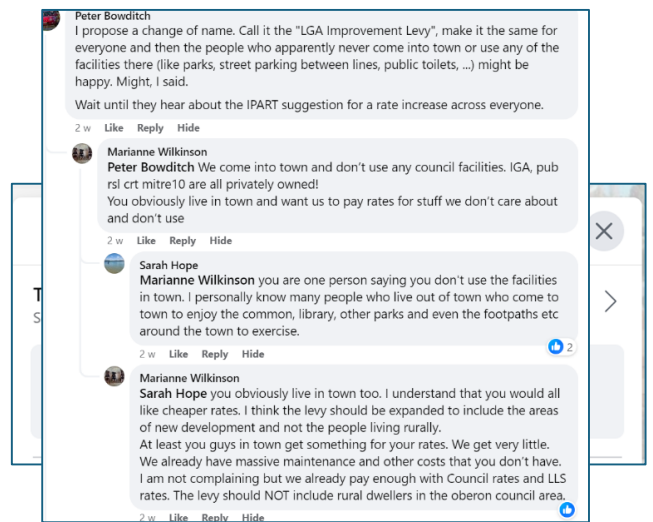 Peter Bowditch
I propose a change of name. Call it the "LGA Improvement Levy", make it the same for
everyone and then the people who apparently never come into town or use any of the
facilities there (like parks, street parking between lines, public toilets, ...) might be
happy. Might, I said.
Wait until they hear about the IPART suggestion for a rate increase across everyone.
2 w Like Reply Hide
Marianne Wilkinson
Peter Bowditch We come into town and don't use any council facilities. IGA, pub
rsl crt mitre10 are all privately owned!
You obviously live in town and want us to pay rates for stuff we don't care about
and don't use
2 w Like Reply Hide
Sarah Hope
Marianne Wilkinson you are one person saying you don't use the facilities
in town. I personally know many people who live out of town who come to
town to enjoy the common, library, other parks and even the footpaths etc
around the town to exercise.
2
2 w Like Reply Hide
Marianne Wilkinson
Sarah Hope you obviously live in town too. I understand that you would all
like cheaper rates. I think the levy should be expanded to include the areas
of new development and not the people living rurally.
At least you guys in town get something for your rates. We get very little.
We already have massive maintenance and other costs that you don't have.
I am not complaining but we already pay enough with Council rates and LLS
rates. The levy should NOT include rural dwellers in the oberon council area.
2 w Like Reply Hide
T
S